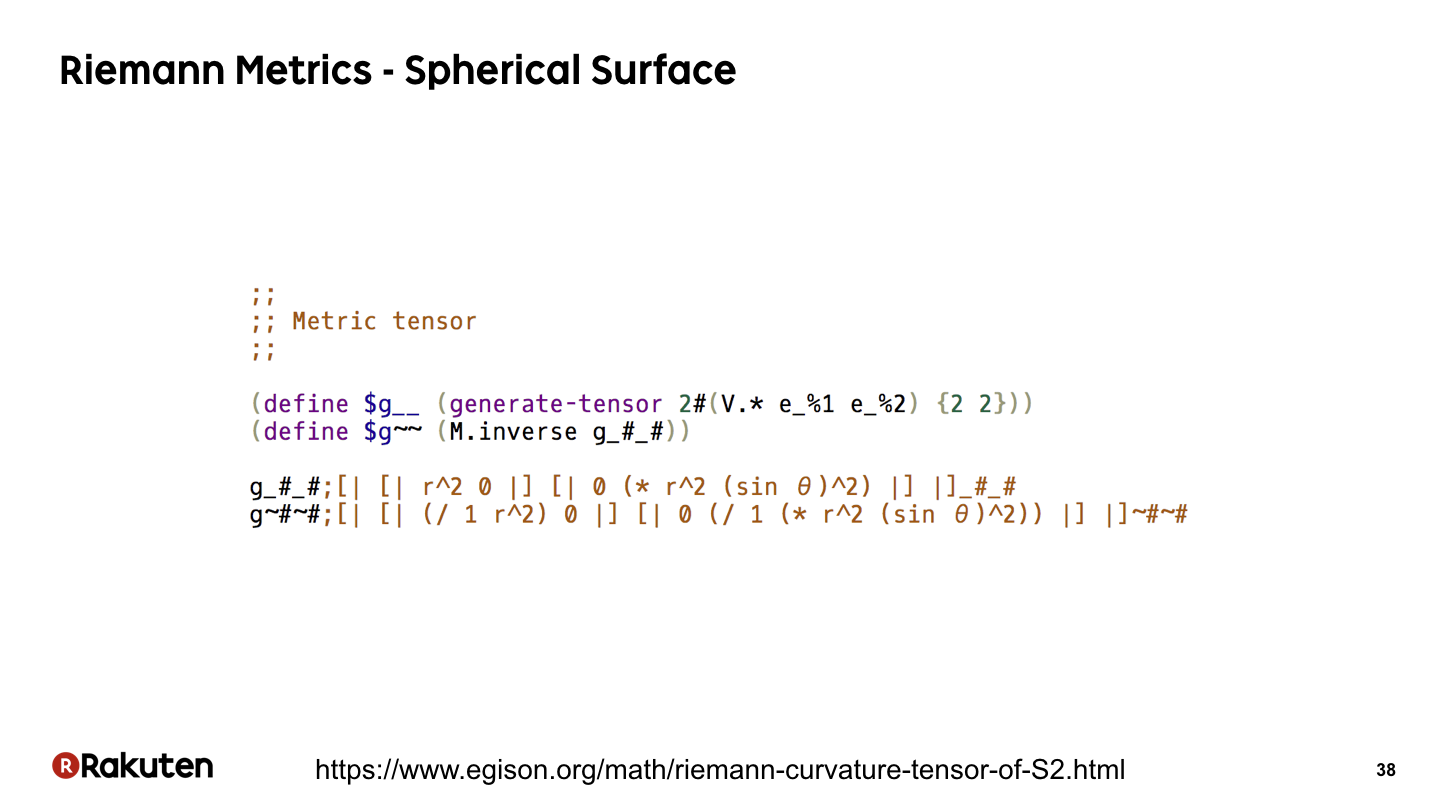 Riemann Metrics - Spherical Surface
;;
;; Metric tensor
;;
(define $g__ (generate-tensor 2#(V.* e_%1 e_%2) {2 2}))
(define $g~~ (M.inverse g_#_#))
g_#_#;[| [| r^2 0 |] [| 0 (* r^2 (sin θ)^2) |] |]_#_#
g~#~#;[| [| (/ 1 r^2) 0 |] [| 0 (/ 1 (* r^2 (sin θ)^2)) |] |]~#~#
R Rakuten
https://www.egison.org/math/riemann-curvature-tensor-of-S2.html
38